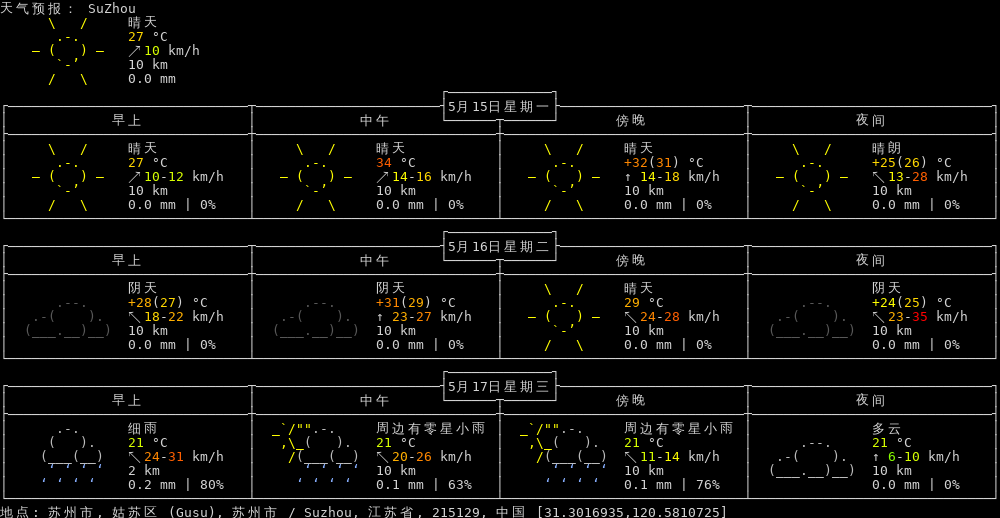 天气预报: SuZhou
晴天
27 °C
↗10 km/h
10 km
0.0 mm
5月15日星期一
早上 中午 傍晚 夜间
晴天 晴天 晴天 晴朗
27 °C 34 °C +32(31) °C +25(26) °C
↗10-12 km/h ↗14-16 km/h ↑ 14-18 km/h ↖13-28 km/h
10 km 10 km 10 km 10 km
0.0 mm | 0% 0.0 mm | 0% 0.0 mm | 0% 0.0 mm | 0%
5月16日星期二
早上 中午 傍晚 夜间
阴天 阴天 晴天 阴天
+28(27) °C +31(29) °C 29 °C +24(25) °C
↖18-22 km/h ↑ 23-27 km/h ↖24-28 km/h ↖23-35 km/h
10 km 10 km 10 km 10 km
0.0 mm | 0% 0.0 mm | 0% 0.0 mm | 0% 0.0 mm | 0%
5月17日星期三
早上 中午 傍晚 夜间
细雨 周边有零星小雨 周边有零星小雨 多云
21 °C 21 °C 21 °C 21 °C
↖24-31 km/h ↖20-26 km/h ↖11-14 km/h ↑ 6-10 km/h
2 km 10 km 10 km 10 km
0.2 mm | 80% 0.1 mm | 63% 0.1 mm | 76% 0.0 mm | 0%
地点: 苏州市, 姑苏区 (Gusu), 苏州市 / Suzhou, 江苏省, 215129, 中国 [31.3016935,120.5810725]